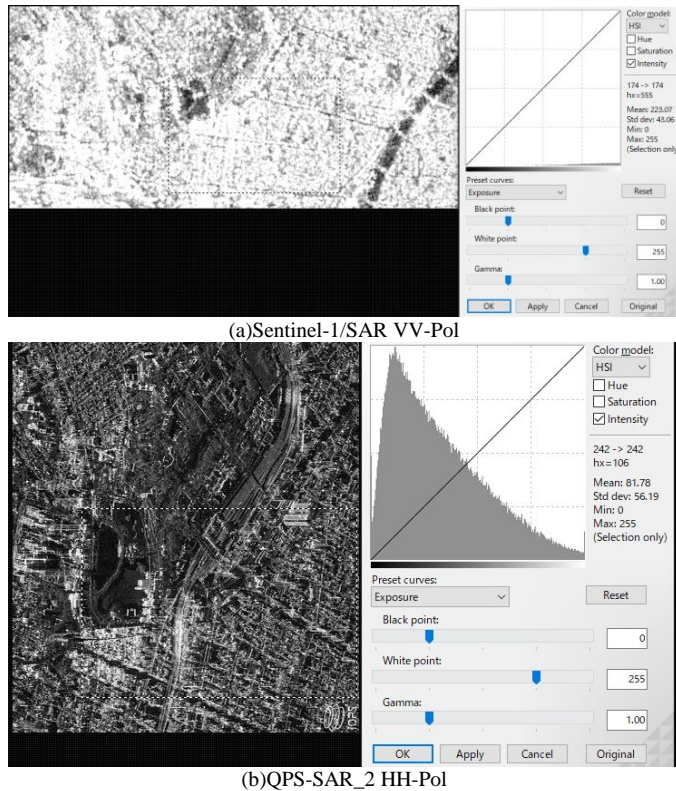 Color model:
HSI
Hue
Saturation
Intensity
174 -> 174
hx=555
Mean: 223.07
Std dev: 43.06
Min: 0
Max: 255
(Selection only)
Preset curves:
Exposure
Reset
Black point:
0
White point:
255
Gamma:
1.00
OK Apply Cancel Original
(a)Sentinel-1/SAR VV-Pol
Color model:
HSI
Hue
Saturation
Intensity
242 -> 242
hx=106
Mean: 81.78
Std dev: 56.19
Min: 0
Max: 255
(Selection only)
Preset curves:
Exposure
Reset
Black point:
0
White point:
255
Gamma:
1.00
OK Apply Cancel Original
(b)QPS-SAR_2 HH-Pol